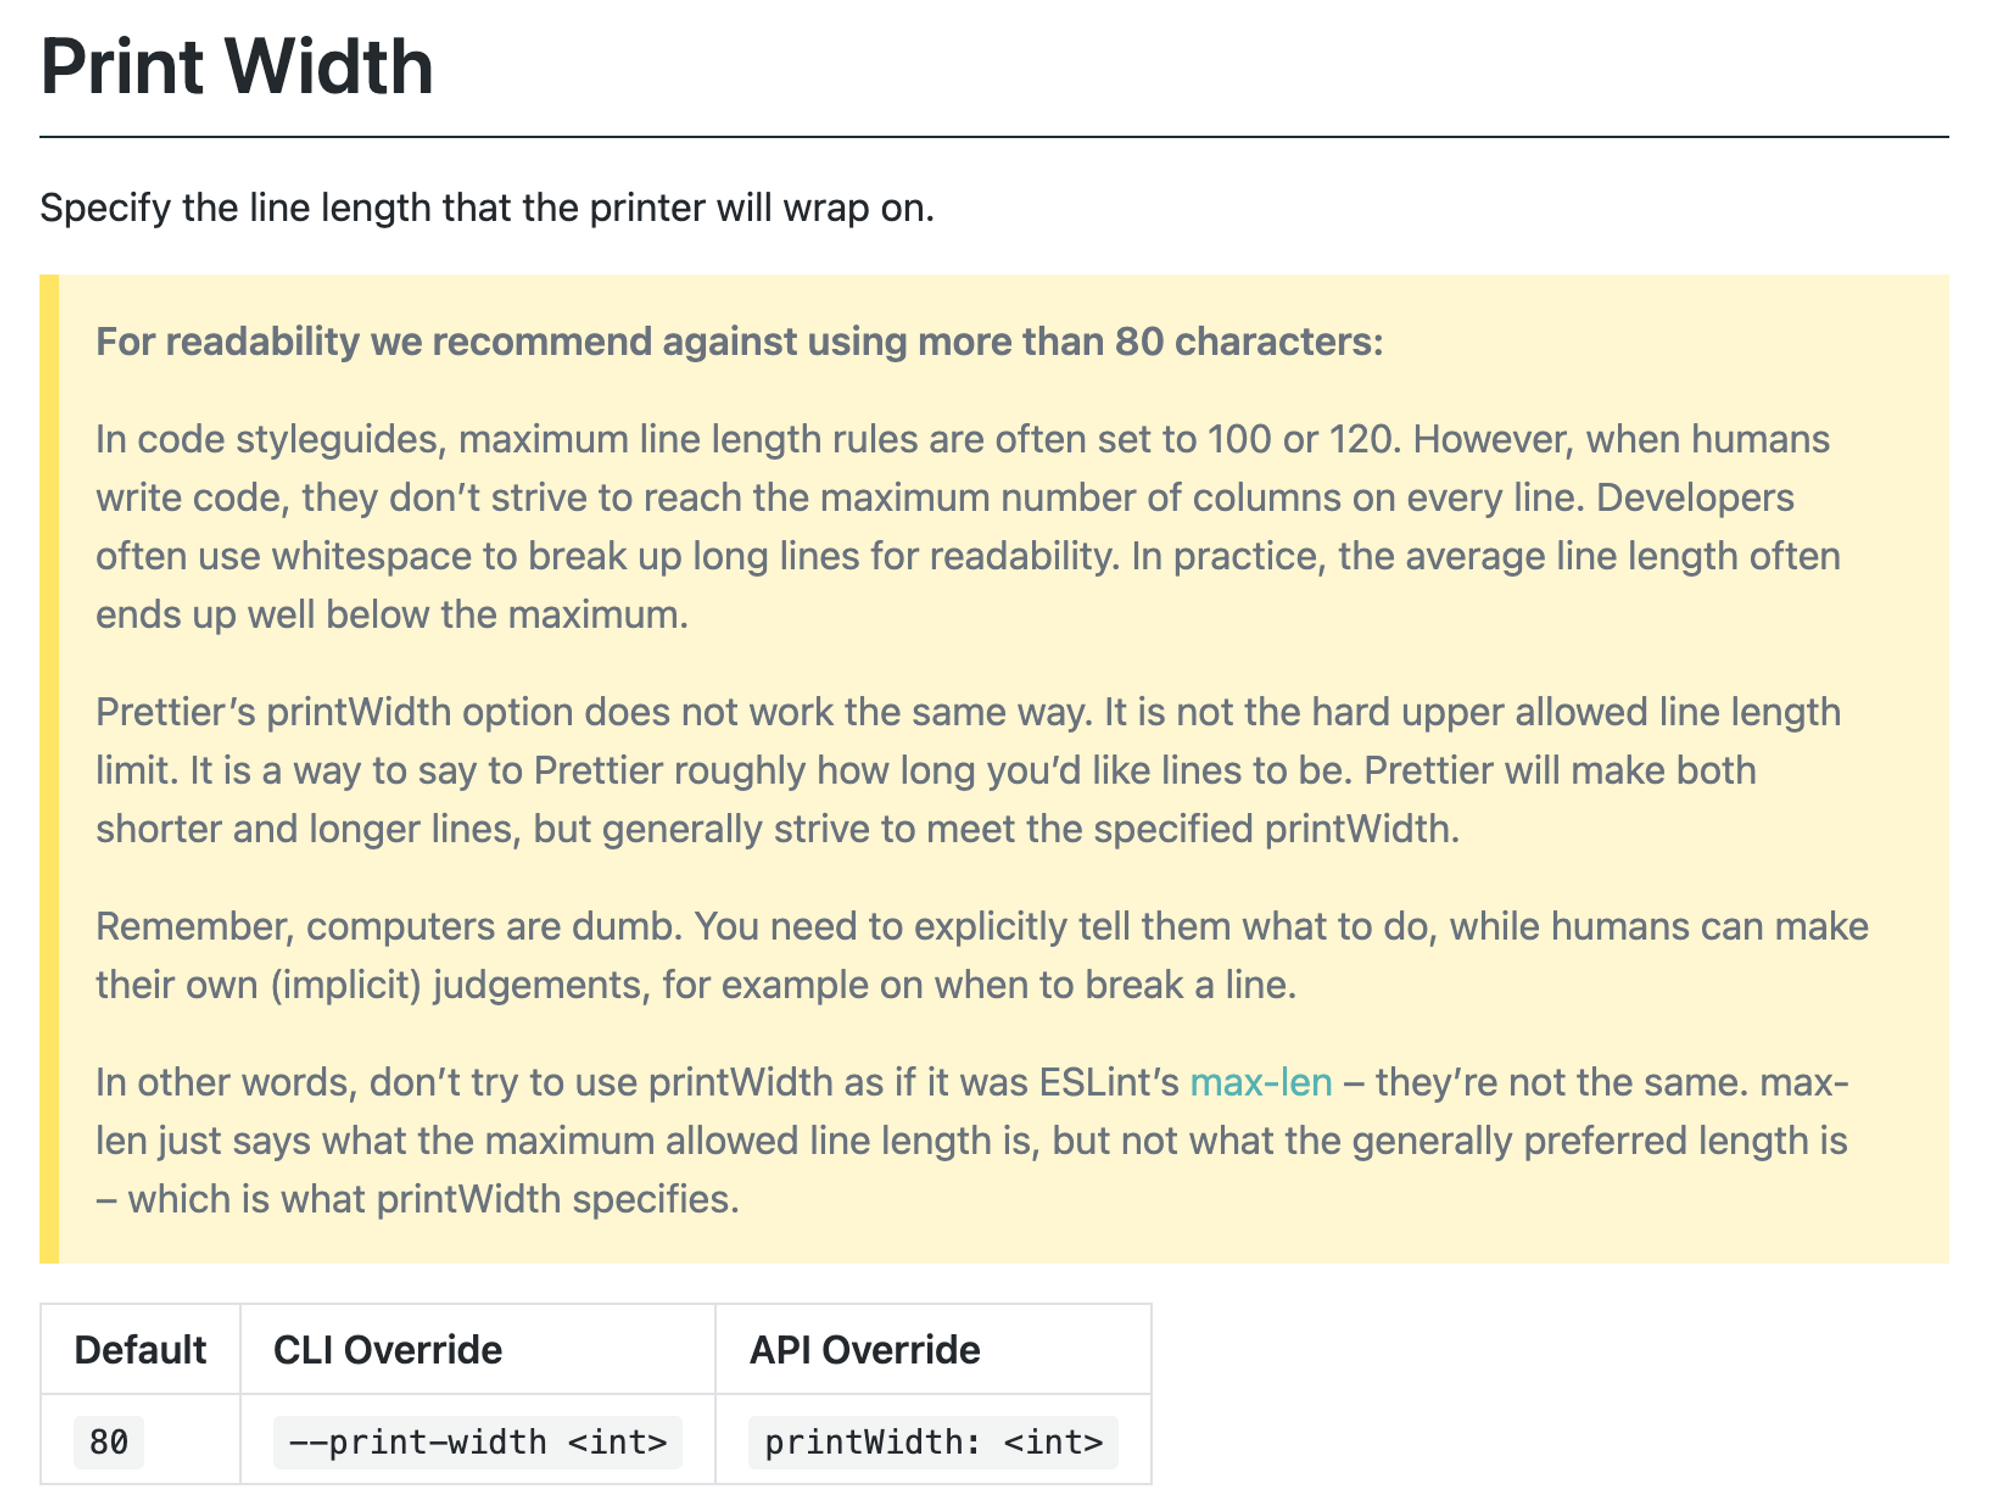 Print Width
Specify the line length that the printer will wrap on.
For readability we recommend against using more than 80 characters:
In code styleguides, maximum line length rules are often set to 100 or 120. However, when humans
write code, they don’t strive to reach the maximum number of columns on every line. Developers
often use whitespace to break up long lines for readability. In practice, the average line length often
ends up well below the maximum.
Prettier’s printWidth option does not work the same way. It is not the hard upper allowed line length
limit. It is a way to say to Prettier roughly how long you’d like lines to be. Prettier will make both
shorter and longer lines, but generally strive to meet the specified printWidth.
Remember, computers are dumb. You need to explicitly tell them what to do, while humans can make
their own (implicit) judgements, for example on when to break a line.
In other words, don’t try to use printWidth as if it was ESLint’s max-len – they’re not the same. max-
len just says what the maximum allowed line length is, but not what the generally preferred length is
– which is what printWidth specifies.
Default CLI Override API Override
80 --print-width <int> printWidth: <int>